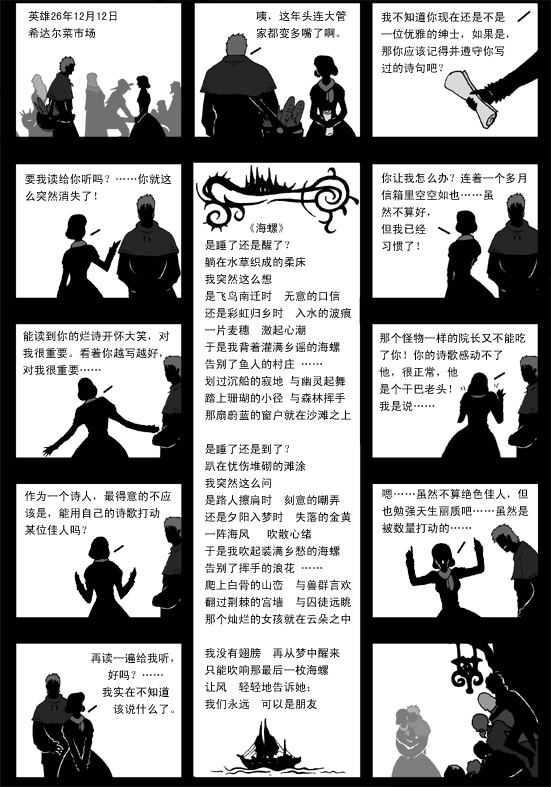 英雄26年12月12日
希达尔菜市场
咦，这年头连大管
家都变多嘴了啊。
我不知道你现在还是不是
一位优雅的绅士，如果是，
那你应该记得并遵守你写
过的诗句吧？
要我读给你听吗？……你就这
么突然消失了！
《海螺》
是睡了还是醒了？
躺在水草织成的柔床
我突然这么想
是飞鸟南迁时　无意的口信
还是彩虹归乡时　入水的波痕
一片麦穗　激起心潮
于是我背着灌满乡谣的海螺
告别了鱼人的村庄 ……
划过沉船的寂地 与幽灵起舞
踏上珊瑚的小径 与森林挥手
那扇蔚蓝的窗户就在沙滩之上
是睡了还是到了？
趴在忧伤堆砌的滩涂
我突然这么问
是路人擦肩时　刻意的嘲弄
还是夕阳入梦时　失落的金黄
一阵海风　吹散心绪
于是我吹起装满乡愁的海螺
告别了挥手的浪花 ……
爬上白骨的山峦　与兽群言欢
翻过荆棘的宫墙　与囚徒远眺
那个灿烂的女孩就在云朵之中
我没有翅膀　再从梦中醒来
只能吹响那最后一枚海螺
让风　轻轻地告诉她：
我们永远　可以是朋友
你让我怎么办？连着一个多月
信箱里空空如也……虽
然不算好，
但我已经
习惯了！
能读到你的烂诗开怀大笑，对
我很重要。看着你越写越好，
对我很重要……
那个怪物一样的院长又不能吃
了你！你的诗歌感动不了
他，很正常，他
是个干巴老头！
我是说……
作为一个诗人，最得意的不应
该是，能用自己的诗歌打动
某位佳人吗？
嗯……虽然不算绝色佳人，但
也勉强天生丽质吧……虽然是
被数量打动的……
再读一遍给我听，
好吗？……
我实在不知道
该说什么了。